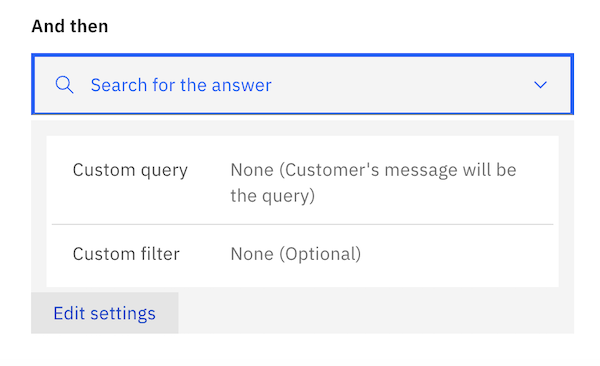 And then
Search for the answer
Custom query
None (Customer's message will be
the query)
Custom filter
None (Optional)
Edit settings